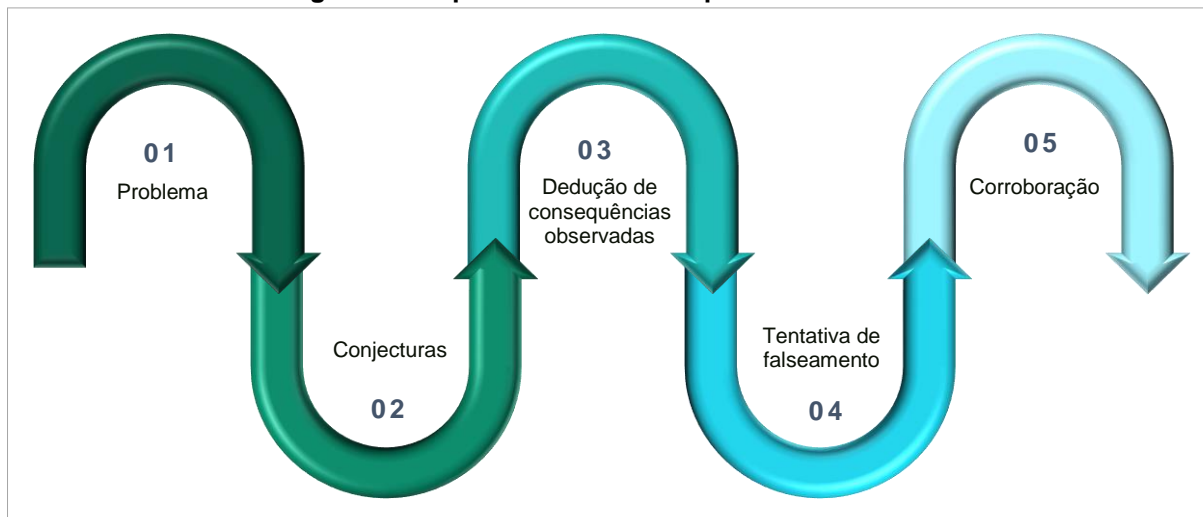 01
Problema
Conjecturas
02
03
Dedução de
consequências
observadas
Tentativa de
falseamento
04
05
Corroboração